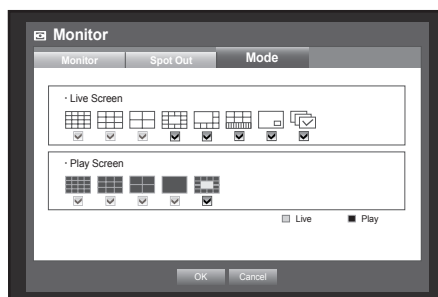 Monitor
Monitor Spot Out Mode
· Live Screen
· Play Screen
Live Play
OK Cancel